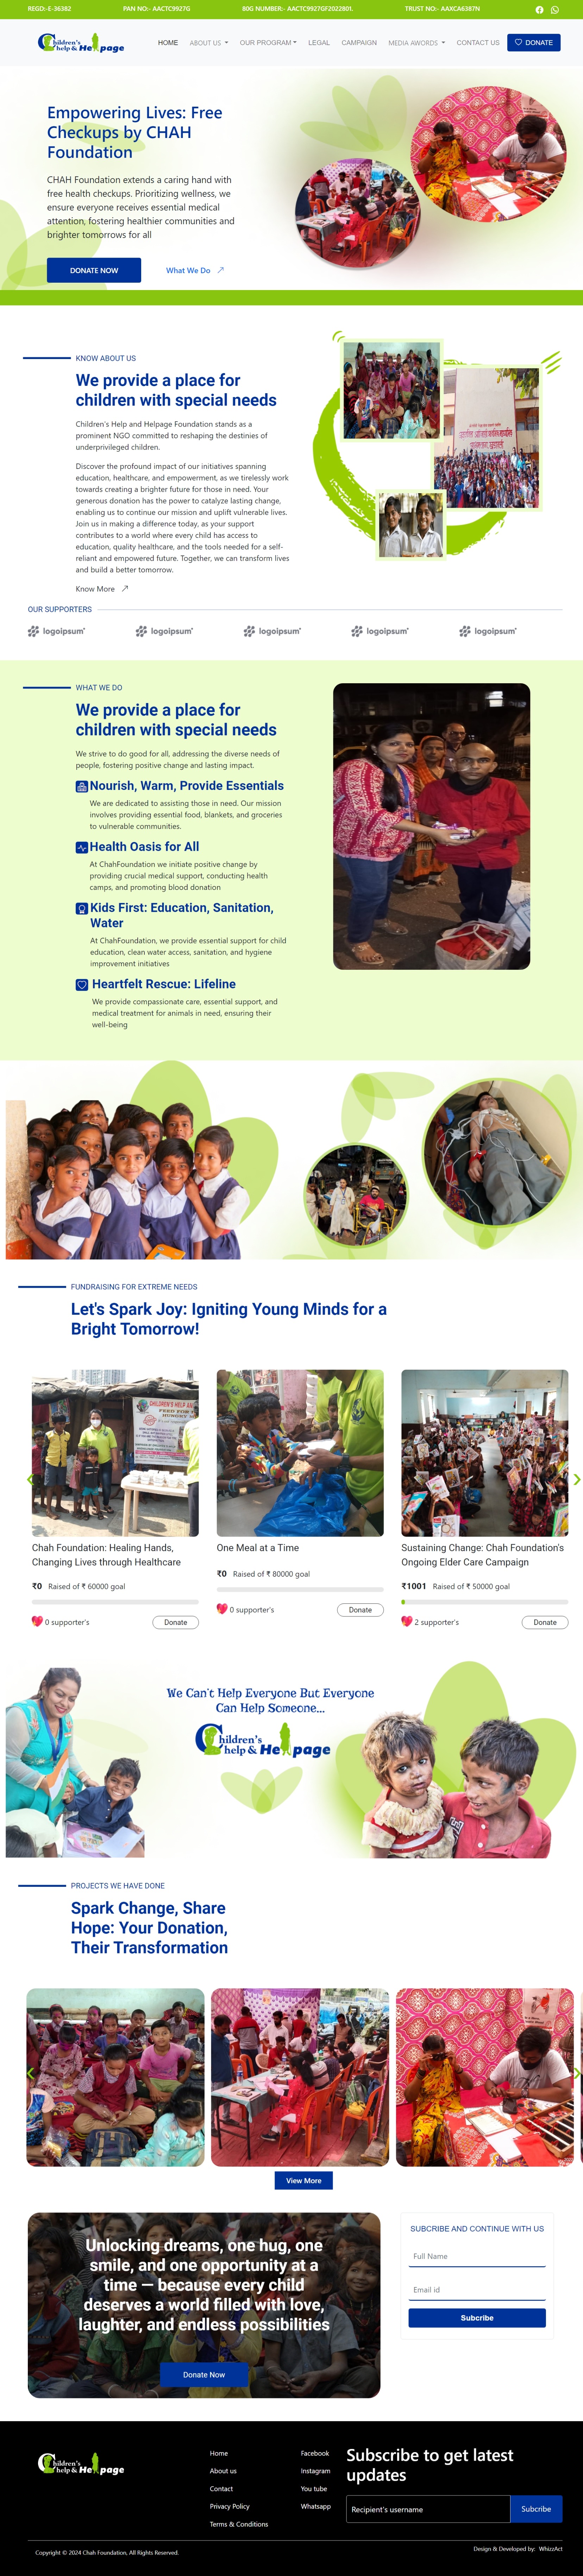 REGD:-E-36382
PAN NO:- AACTC9927G
80G NUMBER:- AACTC9927GF2022801.
TRUST NO:- AAXCA6387N
Children's
help & Helppage
HOME
ABOUT US
OUR PROGRAM
LEGAL
CAMPAIGN
MEDIA AWORDS
CONTACT US
DONATE
Empowering Lives: Free
Checkups by CHAH
Foundation
CHAH Foundation extends a caring hand with
free health checkups. Prioritizing wellness, we
ensure everyone receives essential medical
attention, fostering healthier communities and
brighter tomorrows for all
DONATE NOW
What We Do
KNOW ABOUT US
We provide a place for
children with special needs
Children's Help and Helpage Foundation stands as a
prominent NGO committed to reshaping the destinies of
underprivileged children.
Discover the profound impact of our initiatives spanning
education, healthcare, and empowerment, as we tirelessly work
towards creating a brighter future for those in need. Your
generous donation has the power to catalyze lasting change,
enabling us to continue our mission and uplift vulnerable lives.
Join us in making a difference today, as your support
contributes to a world where every child has access to
education, quality healthcare, and the tools needed for a self-
reliant and empowered future. Together, we can transform lives
and build a better tomorrow.
Know More
OUR SUPPORTERS
logoipsum
logoipsum
logoipsum
logoipsum
logoipsum
WHAT WE DO
We provide a place for
children with special needs
We strive to do good for all, addressing the diverse needs of
people, fostering positive change and lasting impact.
Nourish, Warm, Provide Essentials
We are dedicated to assisting those in need. Our mission
involves providing essential food, blankets, and groceries
to vulnerable communities.
Health Oasis for All
At ChahFoundation we initiate positive change by
providing crucial medical support, conducting health
camps, and promoting blood donation
Kids First: Education, Sanitation,
Water
At ChahFoundation, we provide essential support for child
education, clean water access, sanitation, and hygiene
improvement initiatives
Heartfelt Rescue: Lifeline
We provide compassionate care, essential support, and
medical treatment for animals in need, ensuring their
well-being
FUNDRAISING FOR EXTREME NEEDS
Let's Spark Joy: Igniting Young Minds for a
Bright Tomorrow!
Chah Foundation: Healing Hands,
Changing Lives through Healthcare
₹0 Raised of ₹ 60000 goal
0 supporter's
Donate
One Meal at a Time
₹0 Raised of ₹ 80000 goal
0 supporter's
Donate
Sustaining Change: Chah Foundation's
Ongoing Elder Care Campaign
₹1001 Raised of ₹ 50000 goal
2 supporter's
Donate
We Can't Help Everyone But Everyone
Can Help Someone...
Children's
help & Helppage
PROJECTS WE HAVE DONE
Spark Change, Share
Hope: Your Donation,
Their Transformation
View More
Unlocking dreams, one hug, one
smile, and one opportunity at a
time — because every child
deserves a world filled with love,
laughter, and endless possibilities
Donate Now
SUBCRIBE AND CONTINUE WITH US
Full Name
Email id
Subcribe
Children's
help & Helppage
Home
About us
Contact
Privacy Policy
Terms & Conditions
Facebook
Instagram
You tube
Whatsapp
Subscribe to get latest
updates
Recipient's username
Subcribe
Copyright © 2024 Chah Foundation, All Rights Reserved.
Design & Developed by: WhizzAct